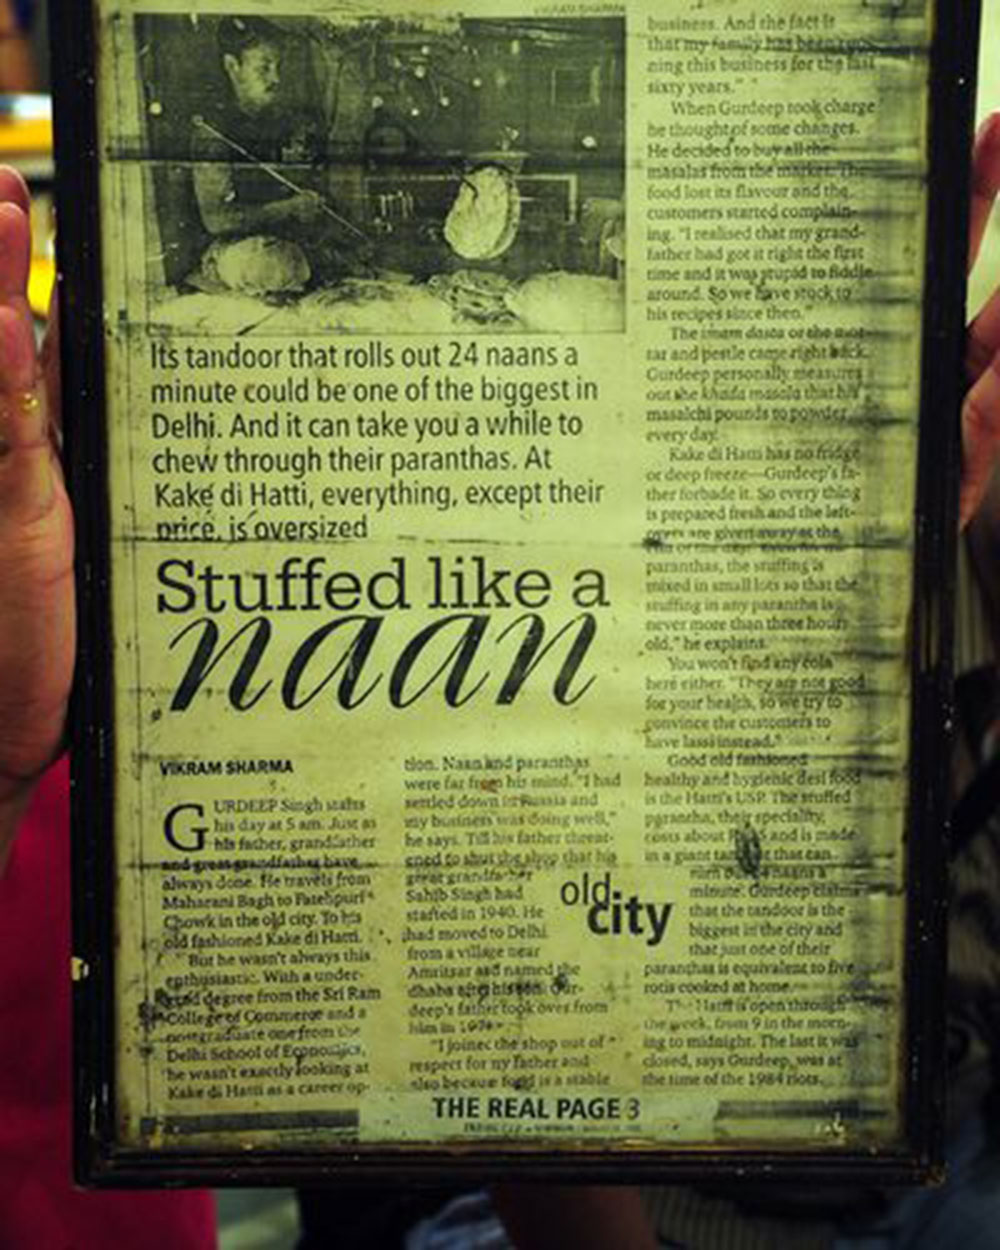 VIKRAM SHARMA
Its tandoor that rolls out 24 naans a
minute could be one of the biggest in
Delhi. And it can take you a while to
chew through their paranthas. At
Kake di Hatti, everything, except their
price, is oversized
Stuffed like a
naan
VIKRAM SHARMA
GURDEEP Singh starts
his day at 5 am. Just as
his father, grandfather
and great grandfather have
always done. He travels from
Maharani Bagh to Fatehpuri
Chowk in the old city. To his
old fashioned Kake di Hatti.
But he wasn't always this
enthusiastic. With a under-
grad degree from the Sri Ram
College of Commerce and a
postgraduate one from the
Delhi School of Economics,
he wasn't exactly looking at
Kake di Hatti as a career op-
tion. Naan and paranthas
were far from his mind. "I had
settled down in Russia and
my business was doing well,"
he says. Till his father threat-
ened to shut the shop that his
great grandfather
Sahib Singh had
started in 1940. He
had moved to Delhi
from a village near
Amritsar and named the
dhaba after his son. Gur-
deep's father took over from
him in
"I joined the shop out of
respect for my father and
also because food is a stable
business. And the fact is
that my family has been run-
ning this business for the last
sixty years."
When Gurdeep took charge
he thought of some changes.
He decided to buy all the
masalas from the market. The
food lost its flavour and the
customers started complain-
ing. "I realised that my grand-
father had got it right the first
time and it was stupid to fiddle
around. So we have stuck to
his recipes since then."
The imam dasta or the mor-
tar and pestle came right back.
Gurdeep personally measures
out the khada masala that his
masalchi pounds to powder
every day.
Kake di Hatti has no fridge
or deep freeze—Gurdeep's fa-
ther forbade it. So every thing
is prepared fresh and the left-
overs are given away at the
end of the day. for the
paranthas, the stuffing is
mixed in small lots so that the
stuffing in any parantha is
never more than three hours
old," he explains.
You won't find any cola
here either. "They are not good
for your health, so we try to
convince the customers to
have lassi instead."
Good old fashioned
healthy and hygienic desi food
is the Hatti's USP. The stuffed
parantha, their speciality,
costs about and is made
in a giant tandoor that can
turn out 24 naans a
minute. Gurdeep claims
that the tandoor is the
biggest in the city and
that just one of their
paranthas is equivalent to five
rotis cooked at home.
The Hatti is open through
the week, from 9 in the morn-
ing to midnight. The last it was
closed, says Gurdeep, was at
the time of the 1984 riots.
old
city
THE REAL PAGE 3